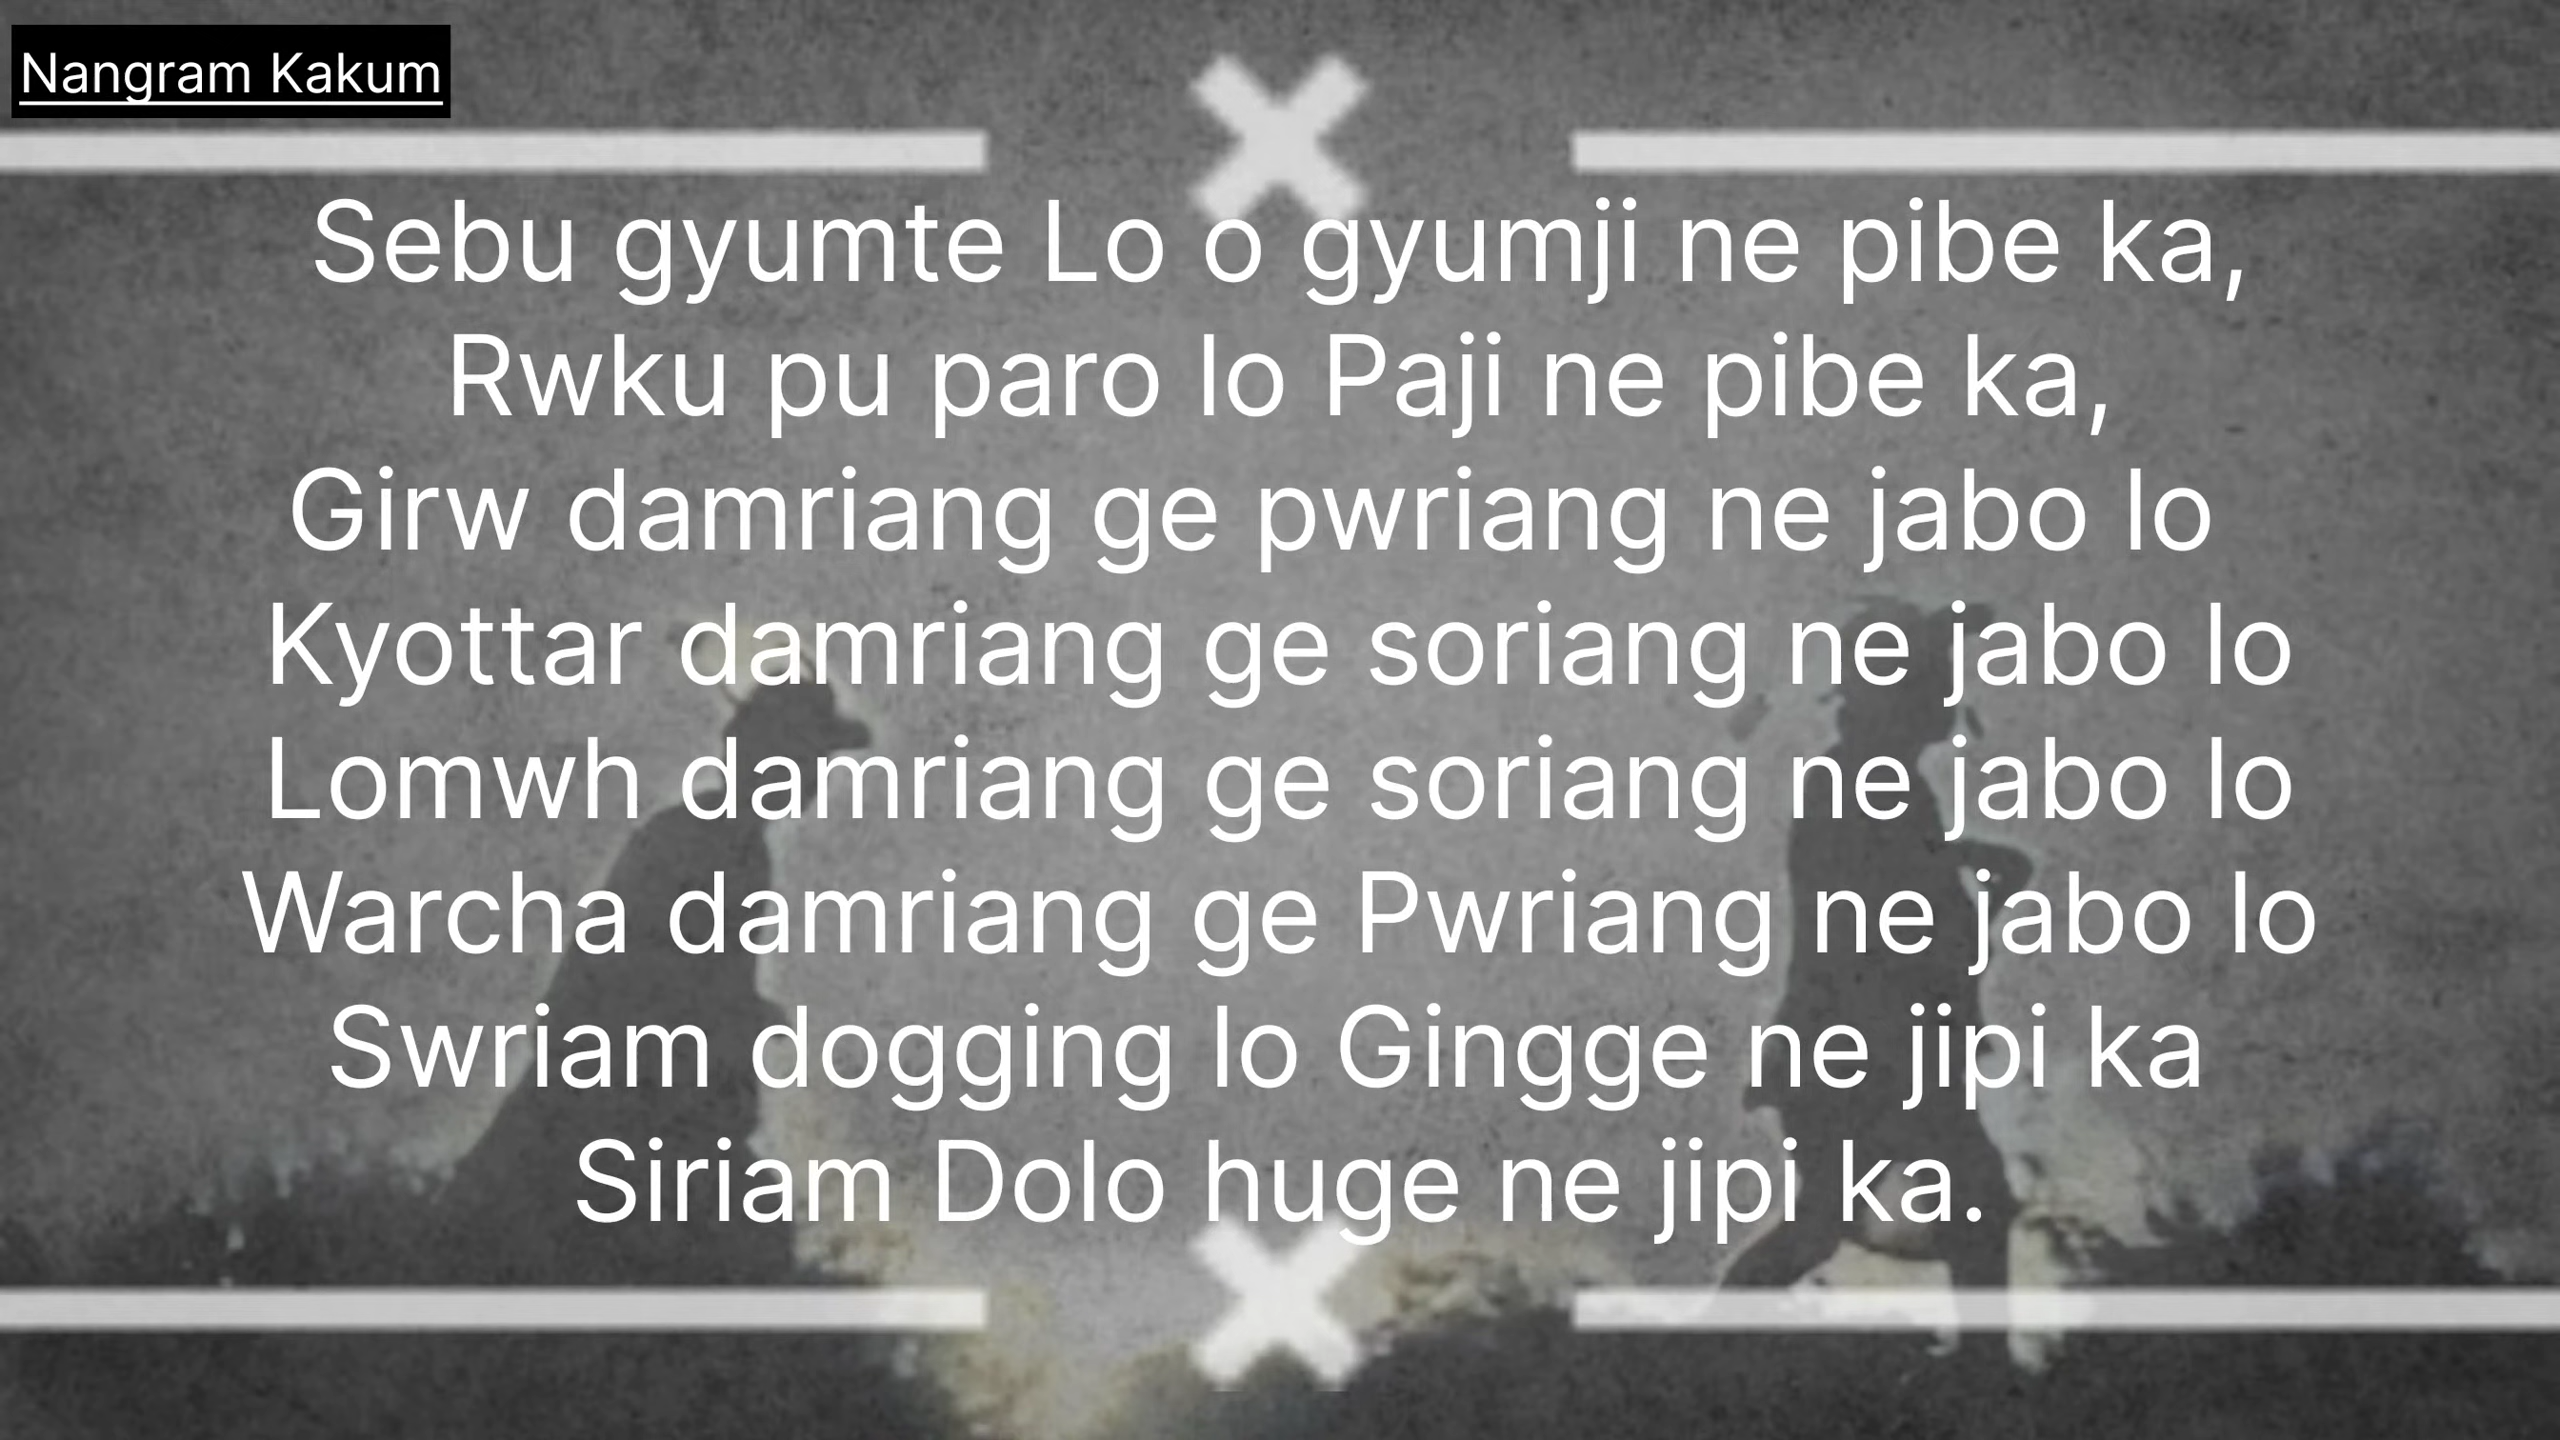 Nangram Kakum
Sebu gyumte Lo o gyumji ne pibe ka,
Rwku pu paro lo Paji ne pibe ka,
Girw damriang ge pwriang ne jabo lo
Kyottar damriang ge soriang ne jabo lo
Lomwh damriang ge soriang ne jabo lo
Warcha damriang ge Pwriang ne jabo lo
Swriam dogging lo Gingge ne jipi ka
Siriam Dolo huge ne jipi ka.